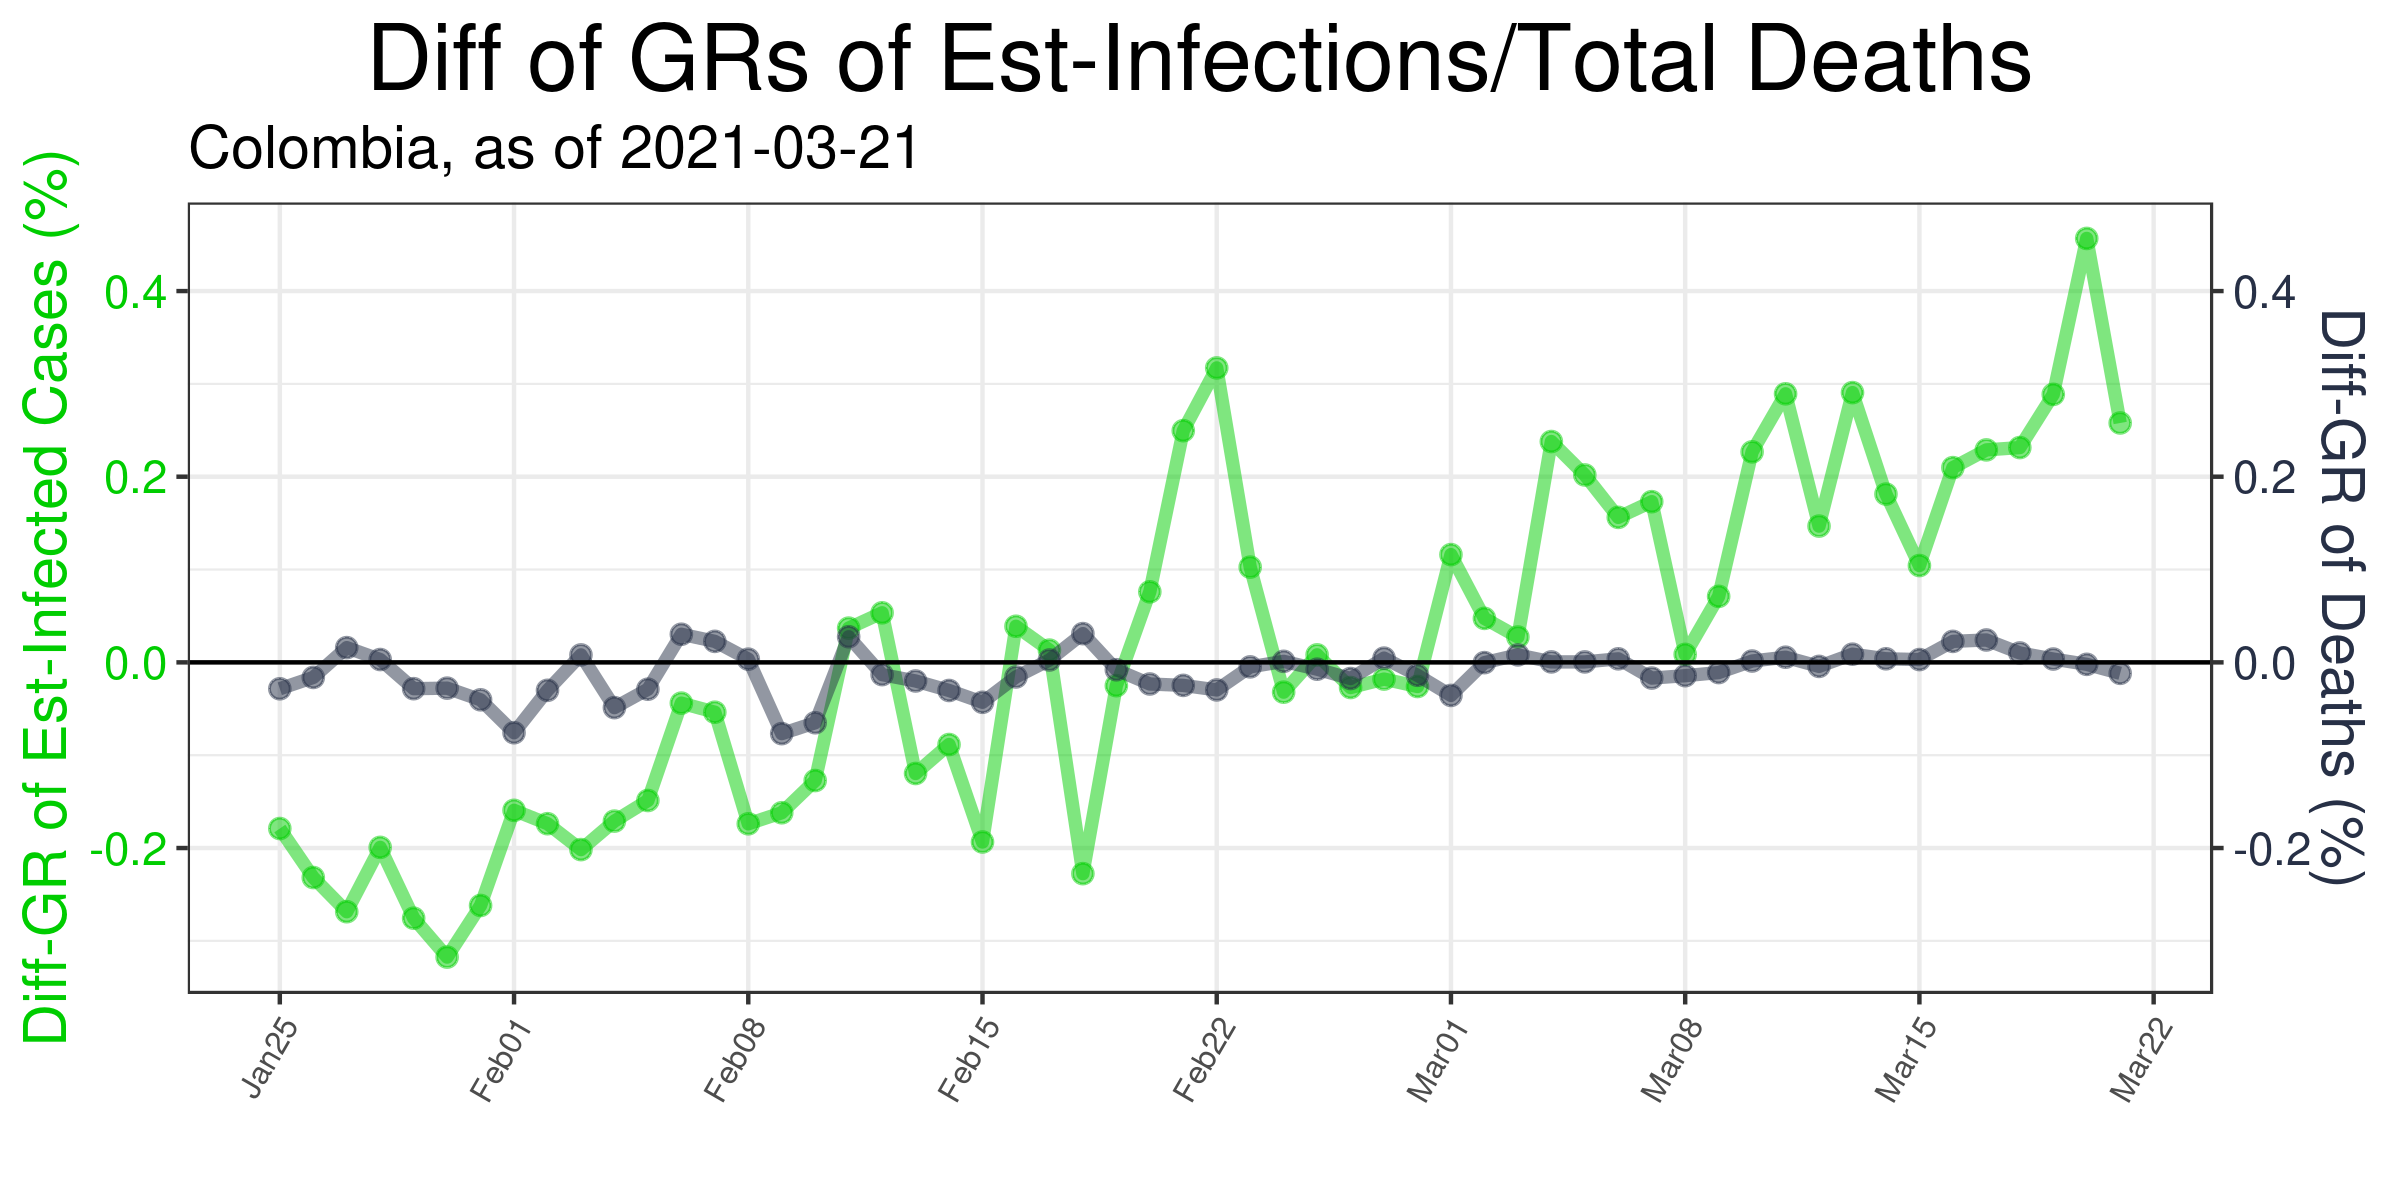 Diff of GRs of Est-Infections/Total Deaths
Colombia, as of 2021-03-21
Diff-GR of Est-Infected Cases (%)
0.4
0.2
0.0
-0.2
0.4
0.2
0.0
-0.2
Diff-GR of Deaths (%)
Jan25
Feb01
Feb08
Feb15
Feb22
Mar01
Mar08
Mar15
Mar22